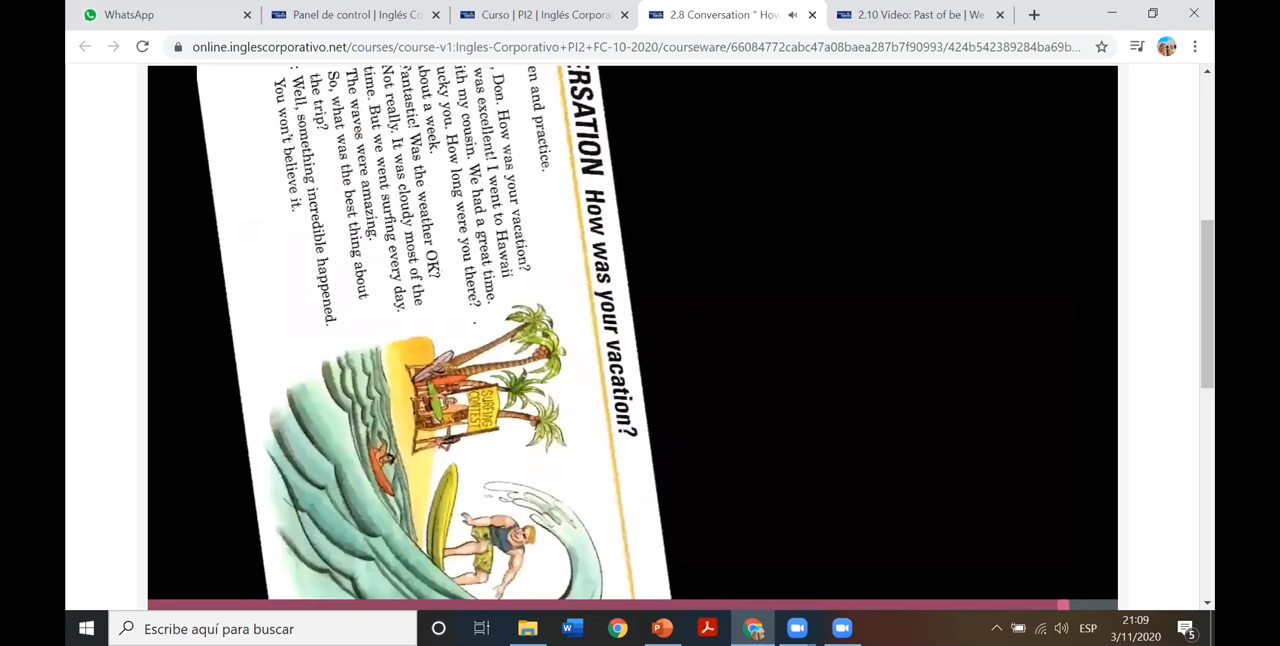 WhatsApp
Panel de control | Inglés Co
Curso | PI2 | Inglés Corpora
2.8 Conversation " How
2.10 Video: Past of be | We
online.inglescorporativo.net/courses/course-v1:Ingles-Corporativo+PI2+FC-10-2020/courseware/66084772cabc47a08baea287b7f90993/424b542389284ba69b...
ERSATION How was your vacation?
en and practice.
, Don. How was your vacation?
was excellent! I went to Hawaii
ith my cousin. We had a great time.
ucky you. How long were you there?
About a week.
Fantastic! Was the weather OK?
Not really. It was cloudy most of the
time. But we went surfing every day.
The waves were amazing.
So, what was the best thing about
the trip?
: Well, something incredible happened.
You won't believe it.
SURFING
CONTEST
Escribe aquí para buscar
ESP
21:09
3/11/2020
5